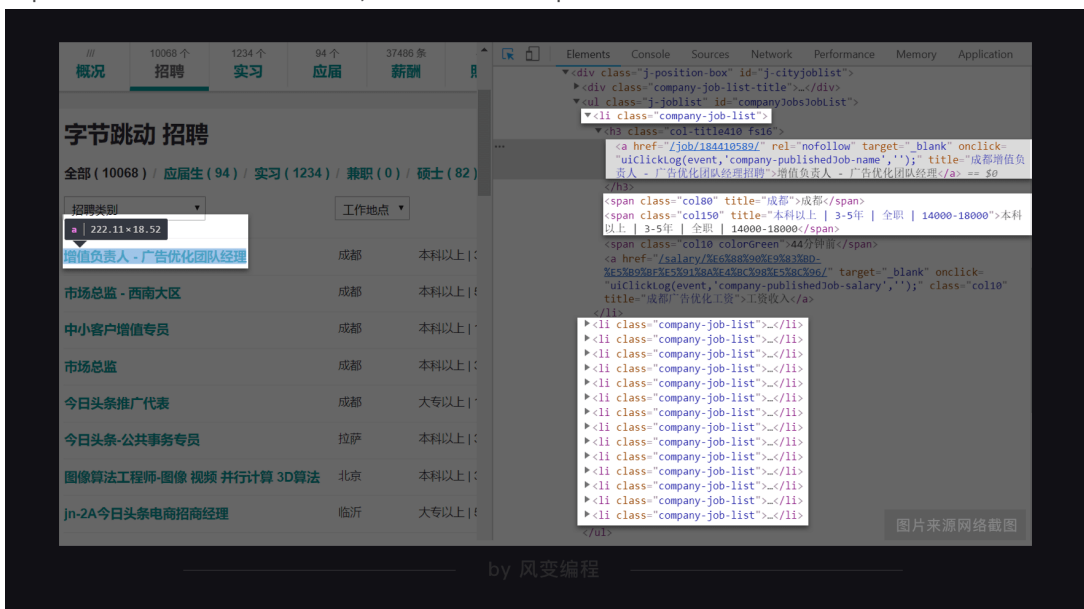 /// 10068 个 1234 个 94 个 37486 条
概况 招聘 实习 应届 薪酬
字节跳动 招聘
全部 ( 10068 ) / 应届生 ( 94 ) / 实习 ( 1234 ) / 兼职 ( 0 ) / 硕士 ( 82 )
招聘类别 ▼ 工作地点 ▼
a | 222.11×18.52
增值负责人 - 广告优化团队经理 成都 本科以上 |
市场总监 - 西南大区 成都 本科以上 |
中小客户增值专员 成都 本科以上 |
市场总监 成都 本科以上 |
今日头条推广代表 成都 大专以上 |
今日头条-公共事务专员 拉萨 本科以上 |
图像算法工程师-图像 视频 并行计算 3D算法 北京 本科以上 |
jn-2A今日头条电商招商经理 临沂 大专以上 |
Elements Console Sources Network Performance Memory Application
▼<div class="j-position-box" id="j-cityjoblist">
▶<div class="company-job-list-title">…</div>
▼<ul class="j-joblist" id="companyJobsJobList">
▼<li class="company-job-list">
▼<h3 class="col-title410 fs16">
… <a href="/job/184410589/" rel="nofollow" target="_blank" onclick=
"uiClickLog(event,'company-publishedJob-name','');" title="成都增值负
责人 - 广告优化团队经理招聘">增值负责人 - 广告优化团队经理</a> == $0
</h3>
<span class="col80" title="成都">成都</span>
<span class="col150" title="本科以上 | 3-5年 | 全职 | 14000-18000">本科
以上 | 3-5年 | 全职 | 14000-18000</span>
<span class="col10 colorGreen">44分钟前</span>
<a href="/salary/%E6%88%90%E9%83%BD-
%E5%B9%BF%E5%91%8A%E4%BC%98%E5%8C%96/" target="_blank" onclick=
"uiClickLog(event,'company-publishedJob-salary','');" class="col10"
title="成都广告优化工资">工资收入</a>
</li>
▶<li class="company-job-list">…</li>
▶<li class="company-job-list">…</li>
▶<li class="company-job-list">…</li>
▶<li class="company-job-list">…</li>
▶<li class="company-job-list">…</li>
▶<li class="company-job-list">…</li>
▶<li class="company-job-list">…</li>
▶<li class="company-job-list">…</li>
▶<li class="company-job-list">…</li>
▶<li class="company-job-list">…</li>
▶<li class="company-job-list">…</li>
▶<li class="company-job-list">…</li>
▶<li class="company-job-list">…</li>
▶<li class="company-job-list">…</li>
</ul>
图片来源网络截图
by 风变编程